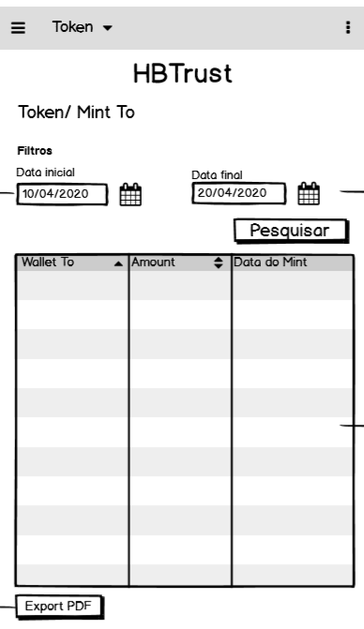 Token
HBTrust
Token/ Mint To
Filtros
Data inicial
Data final
10/04/2020
20/04/2020
Pesquisar
Wallet To Amount Data do Mint
Export PDF